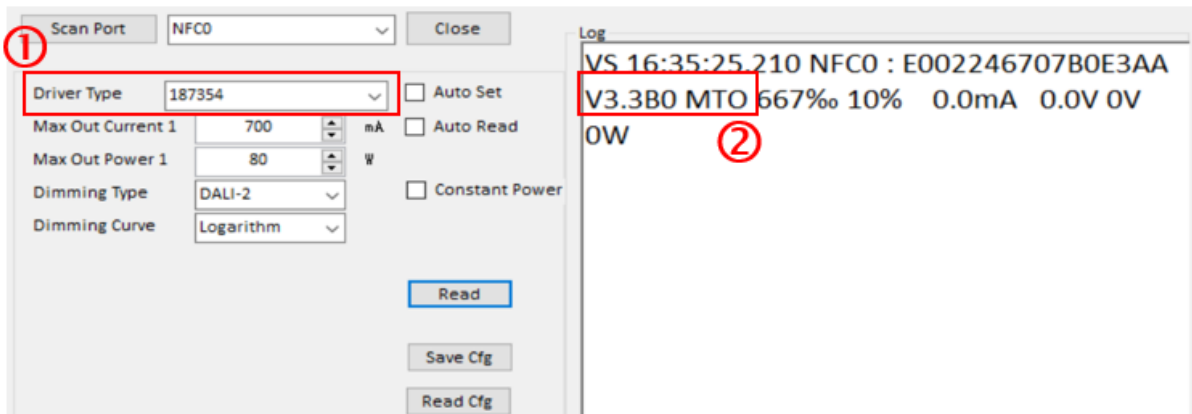 Scan Port NFC0 Close
①
Driver Type 187354 Auto Set
Max Out Current 1 700 mA Auto Read
Max Out Power 1 80 W
Dimming Type DALI-2 Constant Power
Dimming Curve Logarithm
Read
Save Cfg
Read Cfg
Log
VS 16:35:25.210 NFC0 : E002246707B0E3AA
V3.3B0 MTO 667‰ 10% 0.0mA 0.0V 0V
0W
②